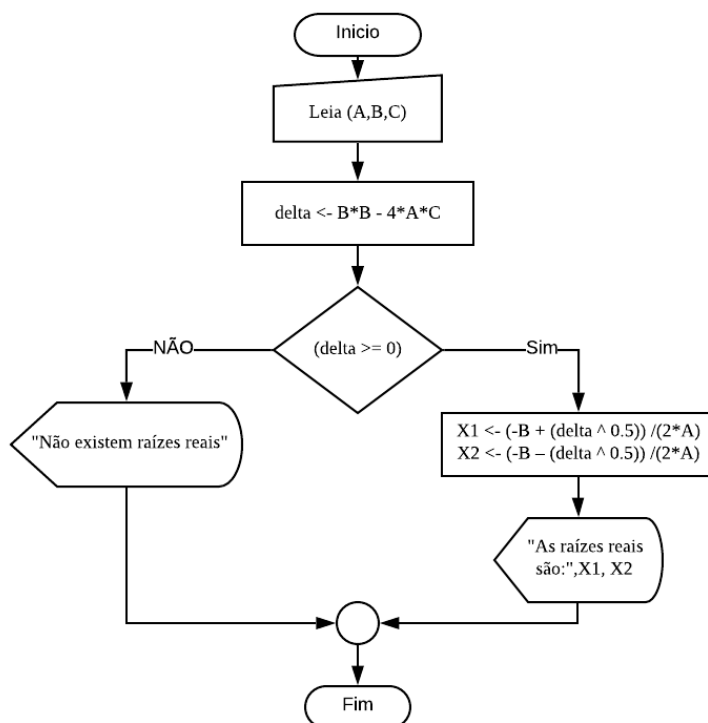 Inicio
Leia (A,B,C)
delta <- B*B - 4*A*C
(delta >= 0)
NÃO
Sim
"Não existem raízes reais"
X1 <- (-B + (delta ^ 0.5)) /(2*A)
X2 <- (-B – (delta ^ 0.5)) /(2*A)
"As raízes reais
são:",X1, X2
Fim